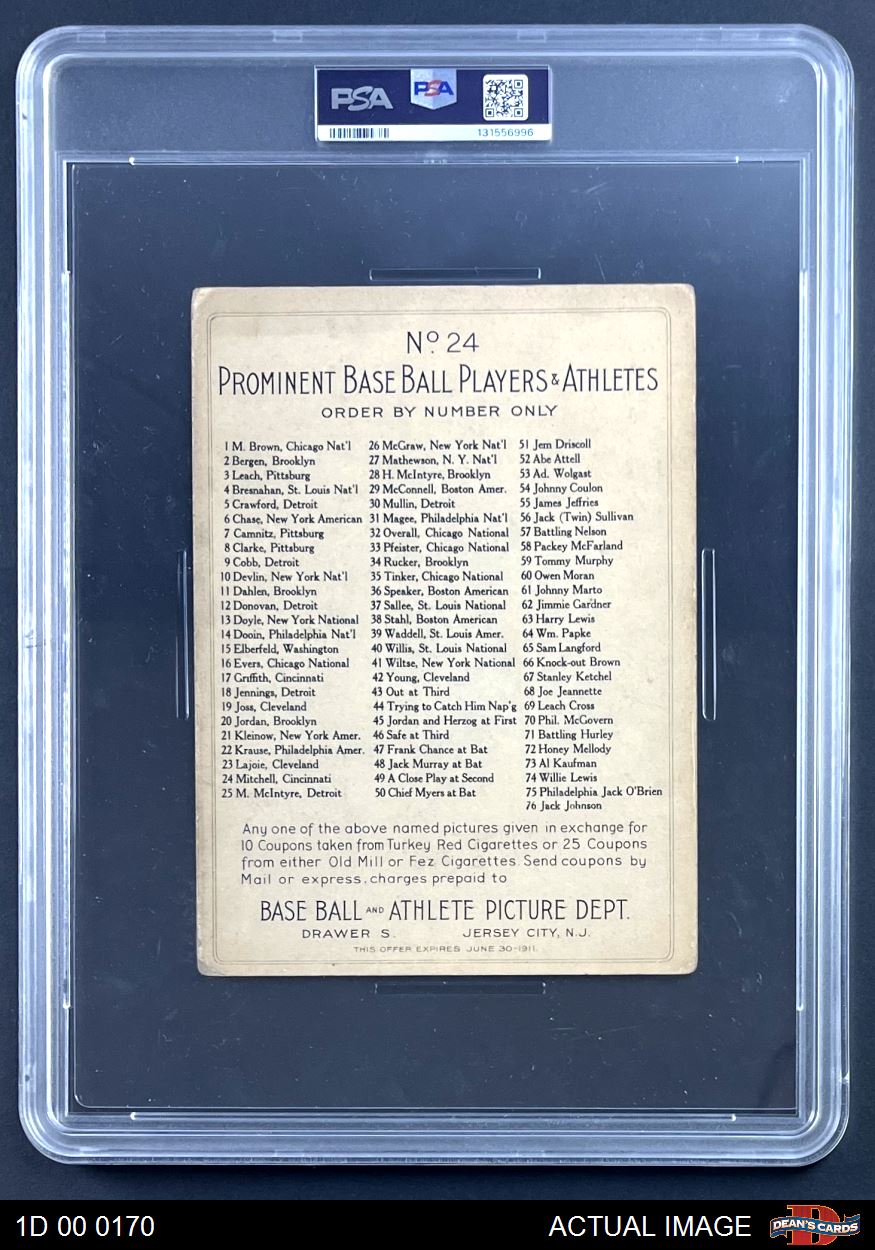 PSA
PSA
131556996
Nº. 24
PROMINENT BASE BALL PLAYERS & ATHLETES
ORDER BY NUMBER ONLY
1 M. Brown, Chicago Nat'l
2 Bergen, Brooklyn
3 Leach, Pittsburg
4 Bresnahan, St. Louis Nat'l
5 Crawford, Detroit
6 Chase, New York American
7 Camnitz, Pittsburg
8 Clarke, Pittsburg
9 Cobb, Detroit
10 Devlin, New York Nat'l
11 Dahlen, Brooklyn
12 Donovan, Detroit
13 Doyle, New York National
14 Dooin, Philadelphia Nat'l
15 Elberfeld, Washington
16 Evers, Chicago National
17 Griffith, Cincinnati
18 Jennings, Detroit
19 Joss, Cleveland
20 Jordan, Brooklyn
21 Kleinow, New York Amer.
22 Krause, Philadelphia Amer.
23 Lajoie, Cleveland
24 Mitchell, Cincinnati
25 M. McIntyre, Detroit
26 McGraw, New York Nat'l
27 Mathewson, N. Y. Nat'l
28 H. McIntyre, Brooklyn
29 McConnell, Boston Amer.
30 Mullin, Detroit
31 Magee, Philadelphia Nat'l
32 Overall, Chicago National
33 Pfeister, Chicago National
34 Rucker, Brooklyn
35 Tinker, Chicago National
36 Speaker, Boston American
37 Sallee, St. Louis National
38 Stahl, Boston American
39 Waddell, St. Louis Amer.
40 Willis, St. Louis National
41 Wiltse, New York National
42 Young, Cleveland
43 Out at Third
44 Trying to Catch Him Nap'g
45 Jordan and Herzog at First
46 Safe at Third
47 Frank Chance at Bat
48 Jack Murray at Bat
49 A Close Play at Second
50 Chief Myers at Bat
51 Jem Driscoll
52 Abe Attell
53 Ad. Wolgast
54 Johnny Coulon
55 James Jeffries
56 Jack (Twin) Sullivan
57 Battling Nelson
58 Packey McFarland
59 Tommy Murphy
60 Owen Moran
61 Johnny Marto
62 Jimmie Gardner
63 Harry Lewis
64 Wm. Papke
65 Sam Langford
66 Knock-out Brown
67 Stanley Ketchel
68 Joe Jeannette
69 Leach Cross
70 Phil. McGovern
71 Battling Hurley
72 Honey Mellody
73 Al Kaufman
74 Willie Lewis
75 Philadelphia Jack O'Brien
76 Jack Johnson
Any one of the above named pictures given in exchange for
10 Coupons taken from Turkey Red Cigarettes or 25 Coupons
from either Old Mill or Fez Cigarettes. Send coupons by
Mail or express, charges prepaid to
BASE BALL AND ATHLETE PICTURE DEPT.
DRAWER S. JERSEY CITY, N.J.
THIS OFFER EXPIRES JUNE 30-1911.
1D 00 0170
ACTUAL IMAGE
D
DEAN'S CARDS